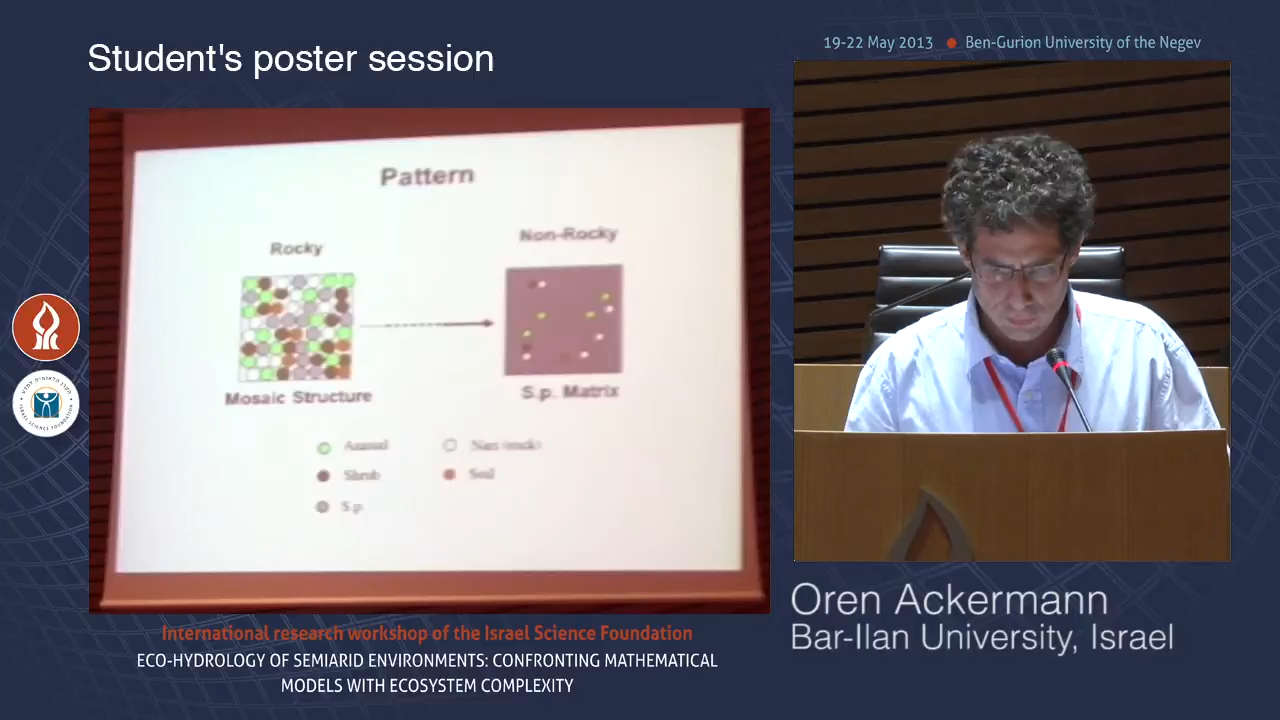 Student's poster session
19-22 May 2013 ● Ben-Gurion University of the Negev
Pattern
Rocky
Non-Rocky
Mosaic Structure
S.p. Matrix
Annual
Shrub
Soil
S.p.
International research workshop of the Israel Science Foundation
ECO-HYDROLOGY OF SEMIARID ENVIRONMENTS: CONFRONTING MATHEMATICAL
MODELS WITH ECOSYSTEM COMPLEXITY
Oren Ackermann
Bar-Ilan University, Israel